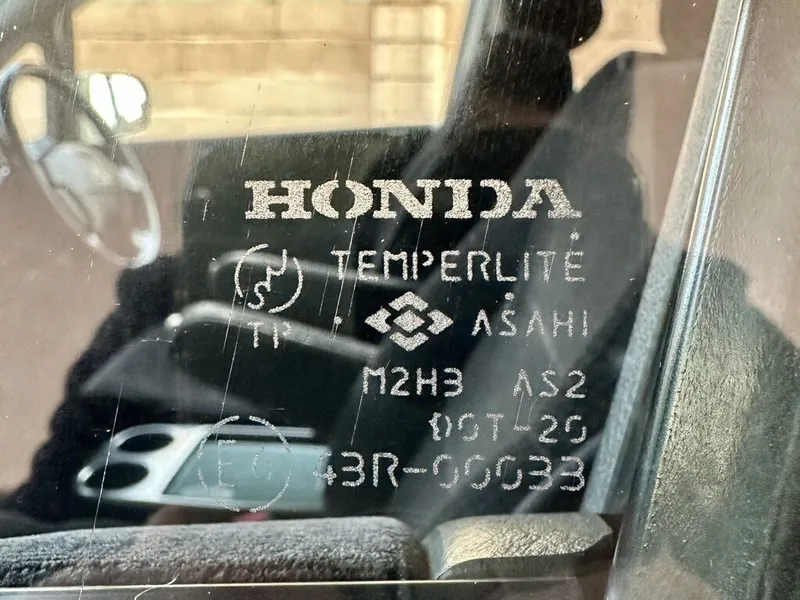 HONDA
TEMPERLITE
TP ASAHI
M2H3 AS2
DOT-20
43R-00033